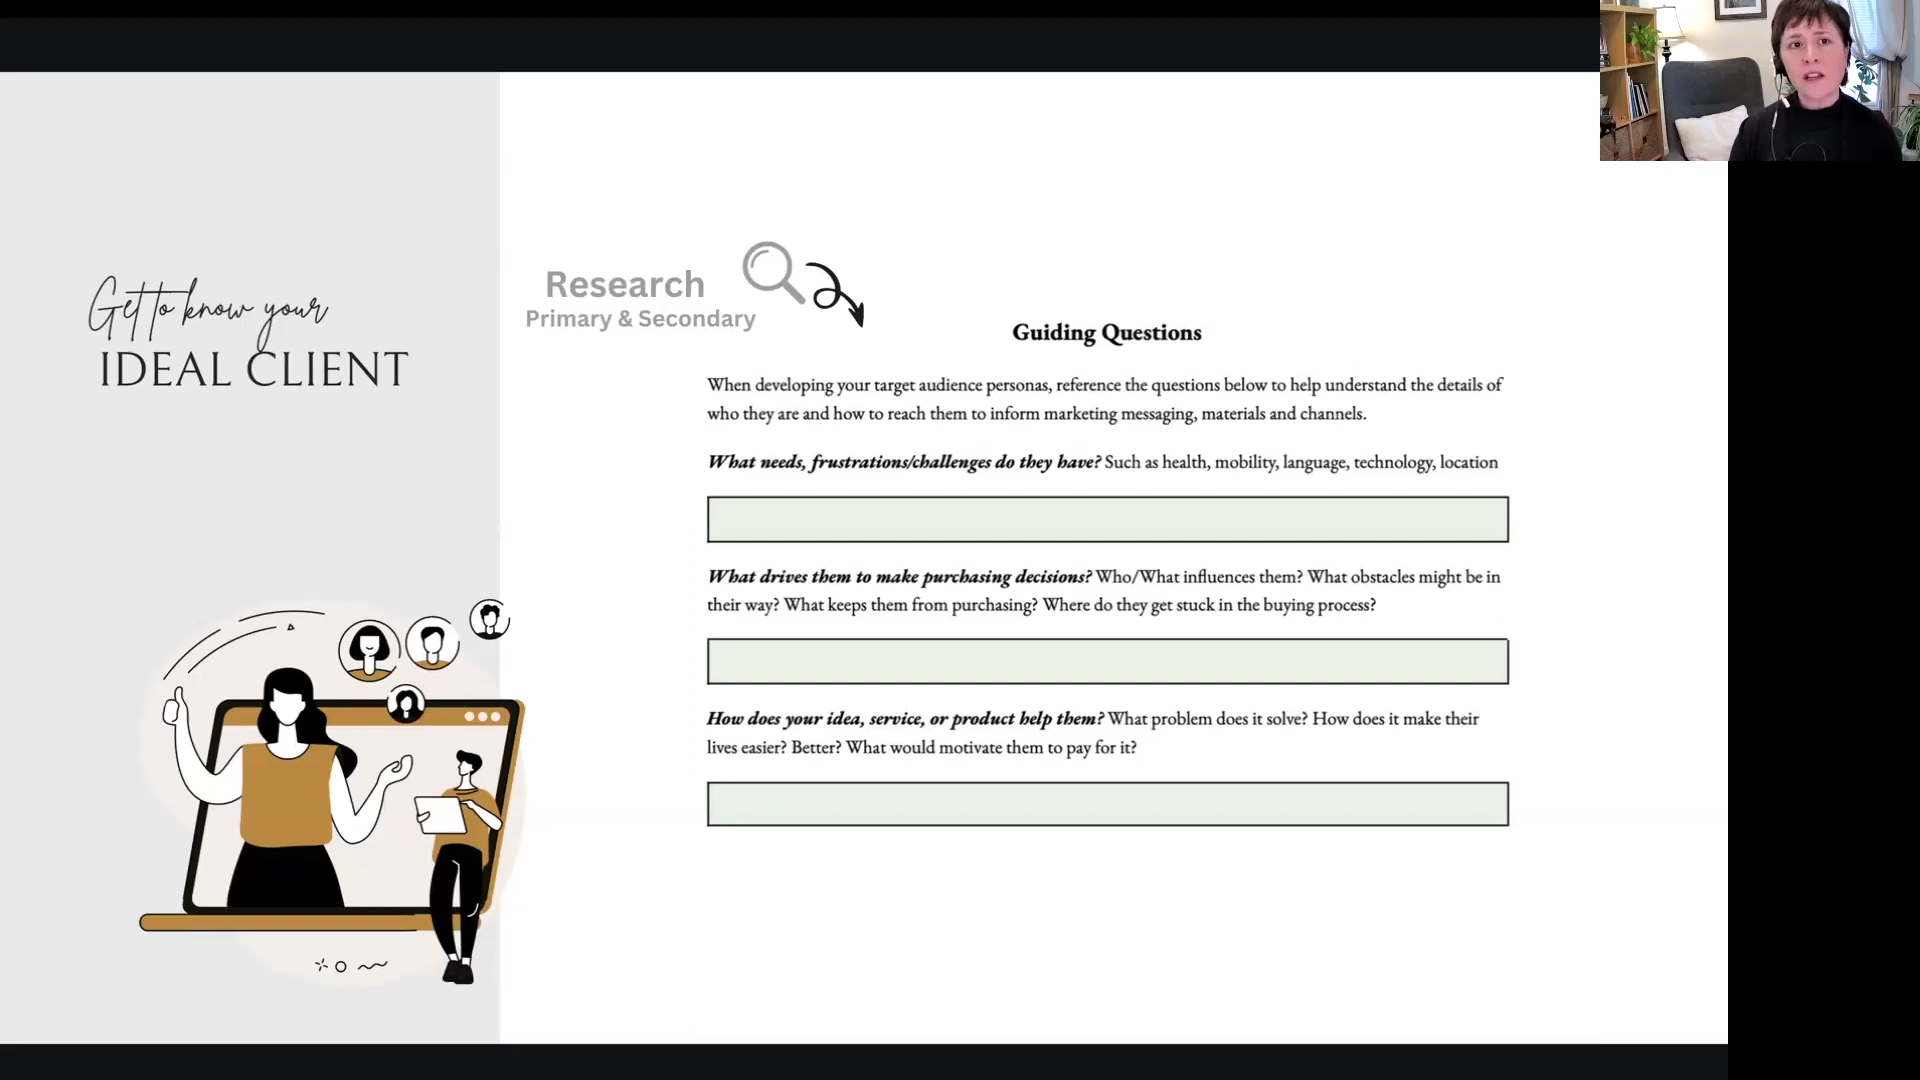 Get to know your
IDEAL CLIENT
Research
Primary & Secondary
Guiding Questions
When developing your target audience personas, reference the questions below to help understand the details of
who they are and how to reach them to inform marketing messaging, materials and channels.
What needs, frustrations/challenges do they have? Such as health, mobility, language, technology, location
What drives them to make purchasing decisions? Who/What influences them? What obstacles might be in
their way? What keeps them from purchasing? Where do they get stuck in the buying process?
How does your idea, service, or product help them? What problem does it solve? How does it make their
lives easier? Better? What would motivate them to pay for it?